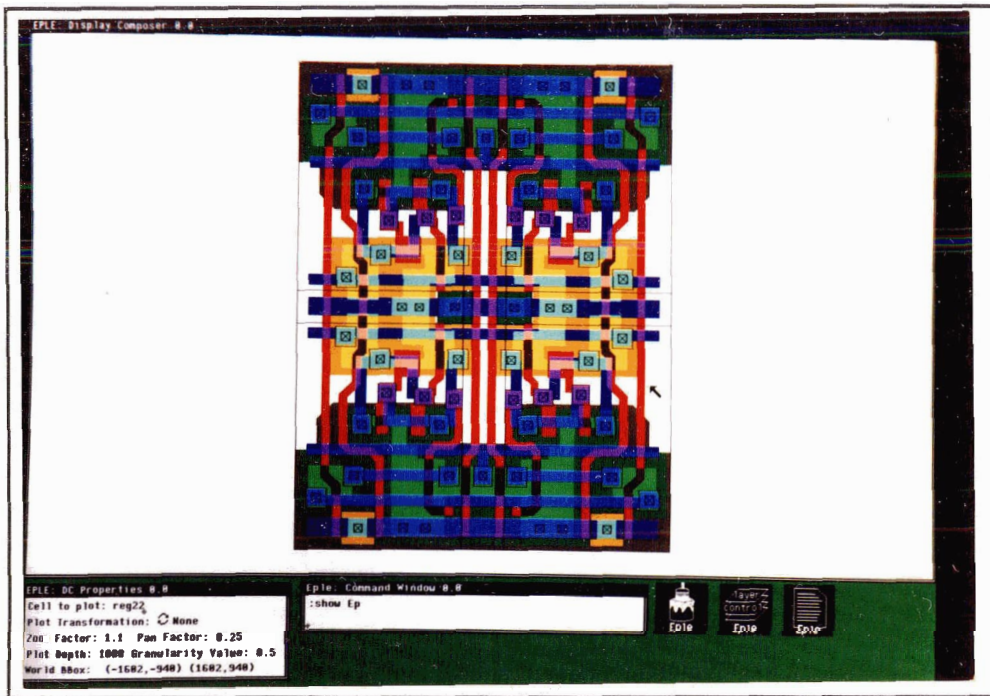 EPLE: Display Composer 0.0
EPLE: DC Properties 0.0
Cell to plot: reg22
Plot Transformation: None
Zoom Factor: 1.1 Pan Factor: 0.25
Plot Depth: 1000 Granularity Value: 0.5
World BBox: (-1602,-940) (1602,940)
Eple: Command Window 0.0
:show Ep
Eple
layer
control
Eple
Eple